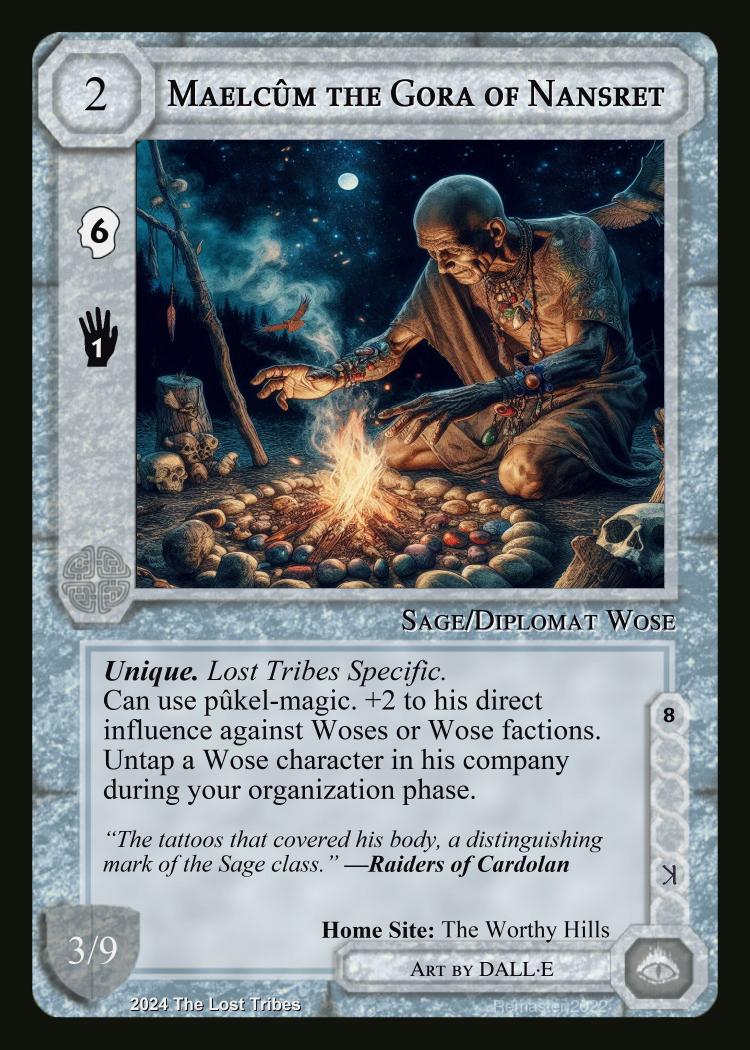 2
Maelcûm the Gora of Nansret
6
1
Sage/Diplomat Wose
Unique. Lost Tribes Specific.
Can use pûkel-magic. +2 to his direct
influence against Woses or Wose factions.
Untap a Wose character in his company
during your organization phase.
8
“The tattoos that covered his body, a distinguishing
mark of the Sage class.” —Raiders of Cardolan
Home Site: The Worthy Hills
3/9
Art by DALL·E
2024 The Lost Tribes
Remaster 2022